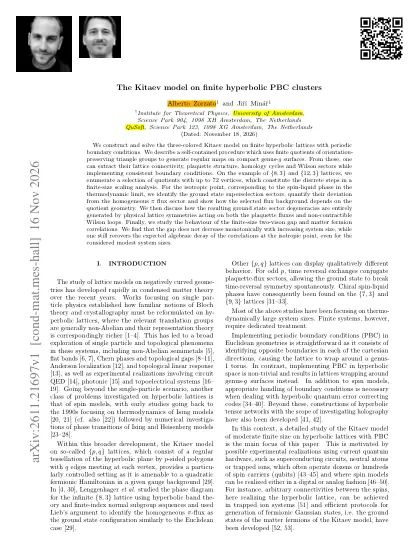 The Kitaev model on finite hyperbolic PBC clusters
Alberto Zorzato¹ and Jiří Minář¹
¹Institute for Theoretical Physics, University of Amsterdam,
Science Park 904, 1098 XH Amsterdam, The Netherlands
QuSoft, Science Park 123, 1098 XG Amsterdam, The Netherlands
(Dated: November 18, 2026)
We construct and solve the three-colored Kitaev model on finite hyperbolic lattices with periodic
boundary conditions. We describe a self-contained procedure which uses finite quotients of orientation-
preserving triangle groups to generate regular maps on compact genus-g surfaces. From those, one
can extract their lattice connectivity, plaquette structure, homology cycles and Wilson sectors while
implementing consistent boundary conditions. On the example of {8,3} and {12,3} lattices, we
enumerate a selection of quotients with up to 72 vertices, which constitute the discrete steps in a
finite-size scaling analysis. For the isotropic point, corresponding to the spin-liquid phase in the
thermodynamic limit, we identify the ground state superselection sectors, quantify their deviation
from the homogeneous π flux sector and show how the selected flux background depends on the
quotient geometry. We then discuss how the resulting ground state sector degeneracies are entirely
generated by physical lattice symmetries acting on both the plaquette fluxes and non-contractible
Wilson loops. Finally, we study the behaviour of the finite-size two-vison gap and matter fermion
correlations. We find that the gap does not decrease monotonically with increasing system size, while
one still recovers the expected algebraic decay of the correlations at the isotropic point, even for the
considered modest system sizes.
I. INTRODUCTION
The study of lattice models on negatively curved geome-
tries has developed rapidly in condensed matter theory
over the recent years. Works focusing on single parti-
cle physics established how familiar notions of Bloch
theory and crystallography must be reformulated on hy-
perbolic lattices, where the relevant translation groups
are generally non-Abelian and their representation theory
is correspondingly richer [1–4]. This has led to a broad
exploration of single particle and topological phenomena
in these systems, including non-Abelian semimetals [5],
flat bands [6, 7], Chern phases and topological gaps [8–11],
Anderson localization [12], and topological linear response
[13], as well as experimental realizations involving circuit
QED [14], photonic [15] and topoelectrical systems [16–
19]. Going beyond the single-particle scenario, another
class of problems investigated on hyperbolic lattices is
that of spin models, with early studies going back to
the 1990s focusing on thermodynamics of Ising models
[20, 21] (cf. also [22]) followed by numerical investiga-
tions of phase transitions of Ising and Heisenberg models
[23–28].
Within this broader development, the Kitaev model
on so-called {p, q} lattices, which consist of a regular
tessellation of the hyperbolic plane by p-sided polygons
with q edges meeting at each vertex, provides a partic-
ularly controlled setting as it is amenable to a quadratic
fermionic Hamiltonian in a given gauge background [29].
In [4, 30], Lenggenhager et al. studied the phase diagram
for the infinite {8, 3} lattice using hyperbolic band theory
and finite-index normal subgroup sequences and used
Lieb's argument to identify the homogeneous π-flux as
the ground state configuration similarly to the Euclidean
case [29].
Other {p, q} lattices can display qualitatively different
behavior. For odd p, time reversal exchanges conjugate
plaquette-flux sectors, allowing the ground state to break
time-reversal symmetry spontaneously. Chiral spin-liquid
phases have consequently been found on the {7, 3} and
{9, 3} lattices [31–33].
Most of the above studies have been focusing on thermo-
dynamically large system sizes. Finite systems, however,
require dedicated treatment.
Implementing periodic boundary conditions (PBC) in
Euclidean geometries is straightforward as it consists in
identifying opposite boundaries in each of the cartesian
directions, causing the lattice to wrap around a genus-1
torus. In contrast, implementing PBC in hyperbolic
space is non-trivial and results in lattices wrapping around
genus-g surfaces instead. In addition to spin models,
appropriate handling of boundary conditions is necessary
when dealing with hyperbolic quantum error correcting
codes [34–40]. Beyond those, constructions of hyperbolic
tensor networks with the scope of investigating holography
have also been developed [41, 42].
In this context, a detailed study of the Kitaev model
of moderate finite size on hyperbolic lattices with PBC
is the main focus of this paper. This is motivated by
possible experimental realizations using current quantum
hardware, such as superconducting circuits, neutral atoms
or trapped ions, which often operate dozens or hundreds
of spin carriers [43–45] and where spin models
can be realized either in a digital or analog fashion [46–50].
For instance, arbitrary connectivities between the spins,
here realizing the hyperbolic lattice, can be achieved
in trapped ion systems [51] and efficient protocols for
generation of fermionic Gaussian states, i.e. the ground
states of the matter fermions of the Kitaev model, have
been developed [52, 53].
arXiv:2611.21697v1 [cond-mat.mes-hall] 16 Nov 2026